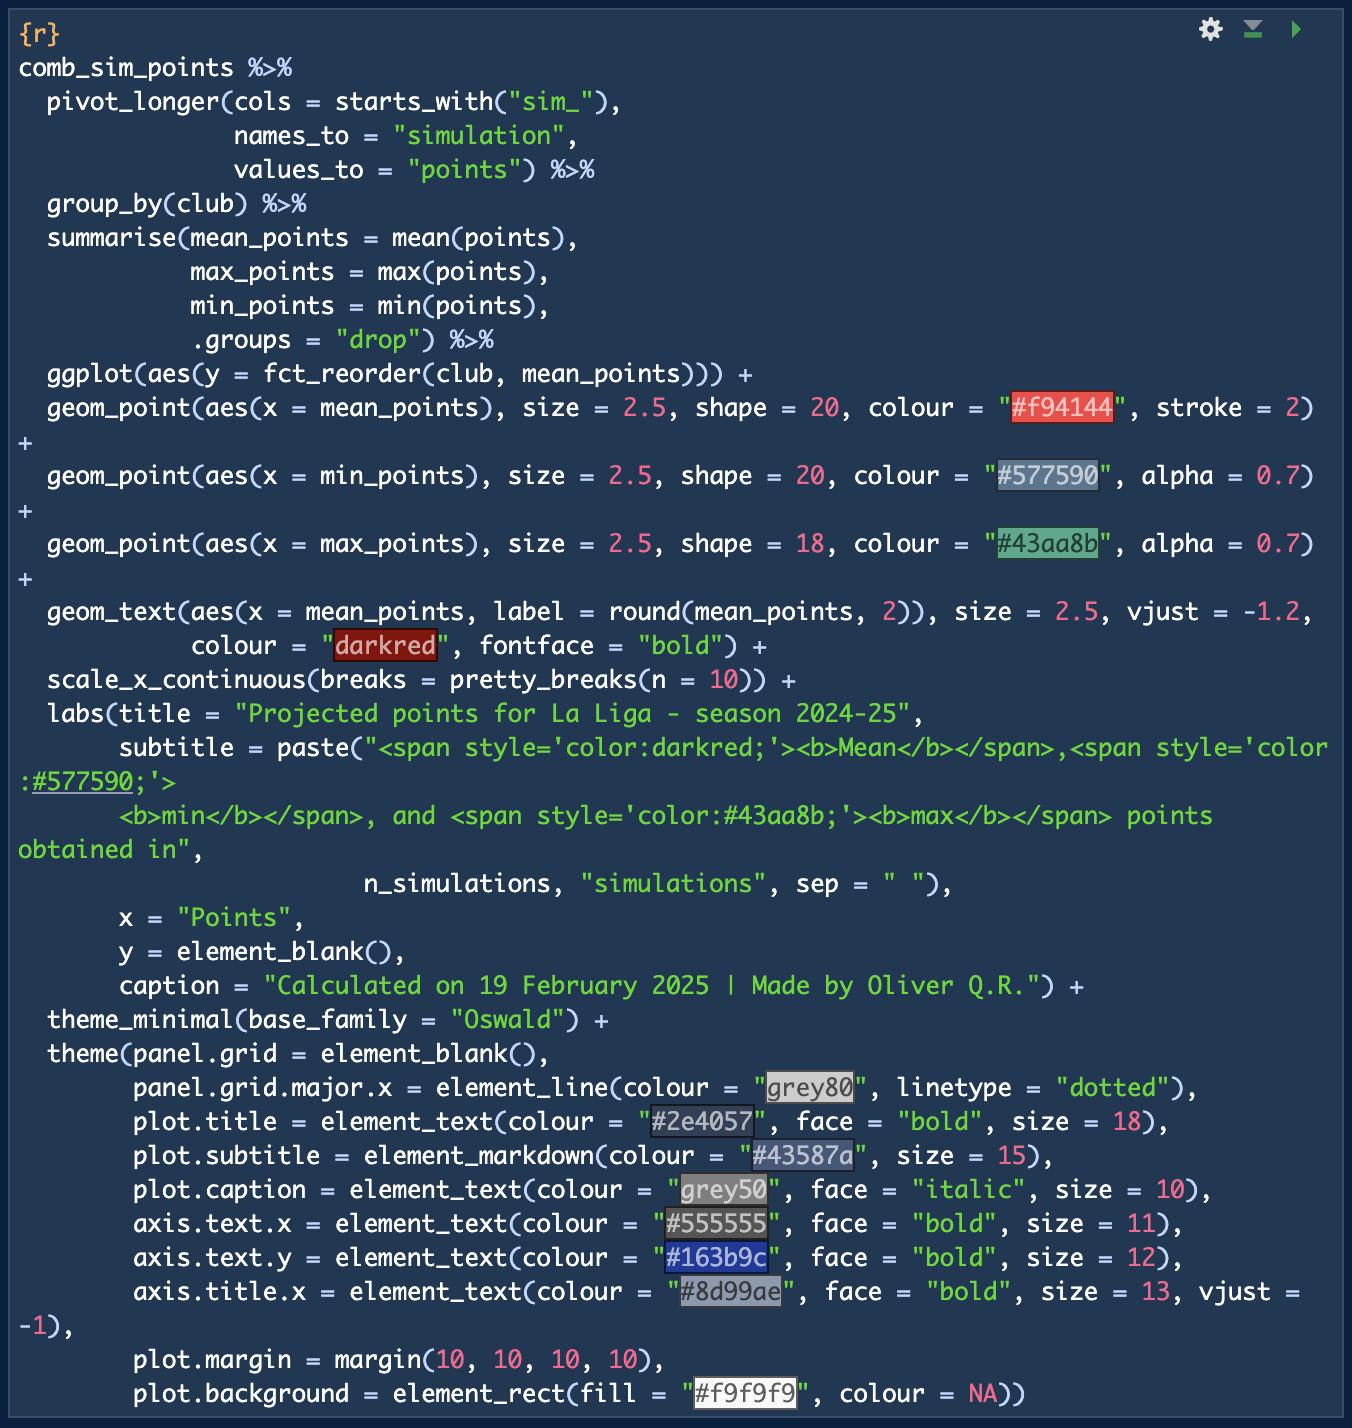 {r}
comb_sim_points %>%
  pivot_longer(cols = starts_with("sim_"),
               names_to = "simulation",
               values_to = "points") %>%
  group_by(club) %>%
  summarise(mean_points = mean(points),
            max_points = max(points),
            min_points = min(points),
            .groups = "drop") %>%
  ggplot(aes(y = fct_reorder(club, mean_points))) +
  geom_point(aes(x = mean_points), size = 2.5, shape = 20, colour = "#f94144", stroke = 2)
+
  geom_point(aes(x = min_points), size = 2.5, shape = 20, colour = "#577590", alpha = 0.7)
+
  geom_point(aes(x = max_points), size = 2.5, shape = 18, colour = "#43aa8b", alpha = 0.7)
+
  geom_text(aes(x = mean_points, label = round(mean_points, 2)), size = 2.5, vjust = -1.2,
            colour = "darkred", fontface = "bold") +
  scale_x_continuous(breaks = pretty_breaks(n = 10)) +
  labs(title = "Projected points for La Liga - season 2024-25",
       subtitle = paste("<span style='color:darkred;'><b>Mean</b></span>,<span style='color
:#577590;'>
       <b>min</b></span>, and <span style='color:#43aa8b;'><b>max</b></span> points
obtained in",
                        n_simulations, "simulations", sep = " "),
       x = "Points",
       y = element_blank(),
       caption = "Calculated on 19 February 2025 | Made by Oliver Q.R.") +
  theme_minimal(base_family = "Oswald") +
  theme(panel.grid = element_blank(),
        panel.grid.major.x = element_line(colour = "grey80", linetype = "dotted"),
        plot.title = element_text(colour = "#2e4057", face = "bold", size = 18),
        plot.subtitle = element_markdown(colour = "#43587a", size = 15),
        plot.caption = element_text(colour = "grey50", face = "italic", size = 10),
        axis.text.x = element_text(colour = "#555555", face = "bold", size = 11),
        axis.text.y = element_text(colour = "#163b9c", face = "bold", size = 12),
        axis.title.x = element_text(colour = "#8d99ae", face = "bold", size = 13, vjust =
-1),
        plot.margin = margin(10, 10, 10, 10),
        plot.background = element_rect(fill = "#f9f9f9", colour = NA))